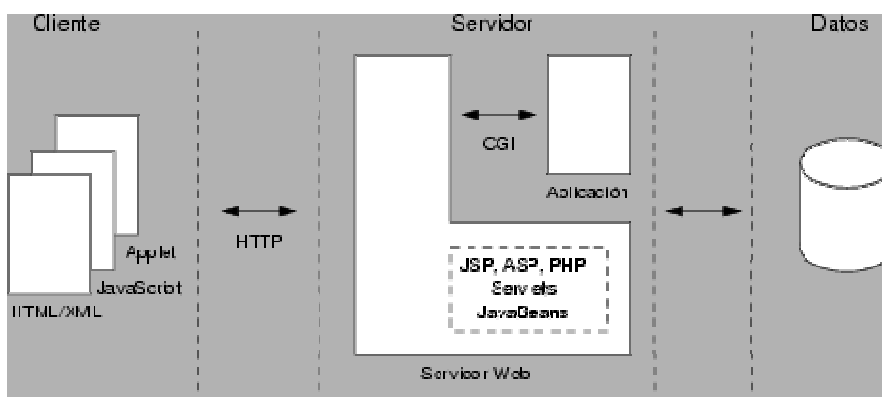 Cliente
Servidor
Datos
CGI
Aplicación
HTTP
Applet
JavaScript
HTML/XML
JSP, ASP, PHP
Servlets
JavaBeans
Servidor Web